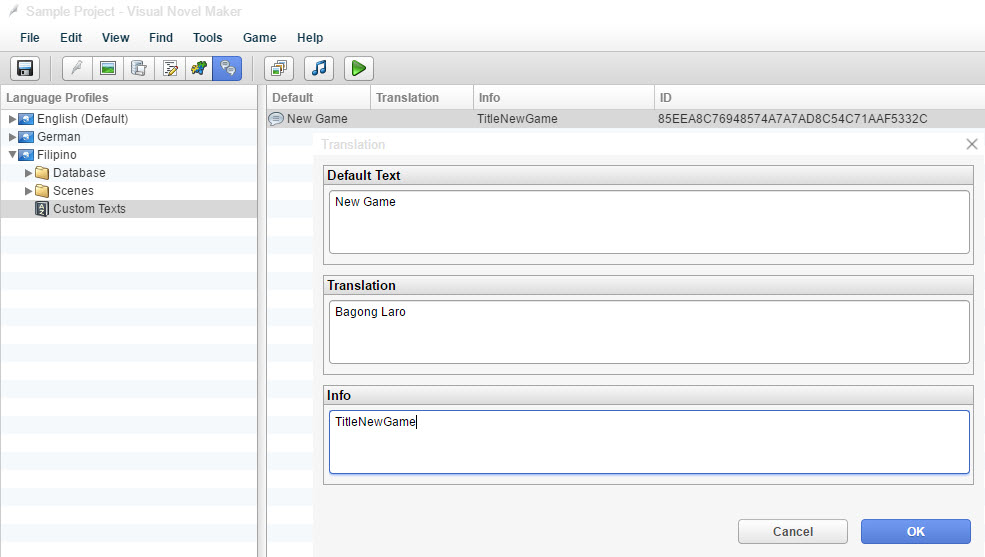 Sample Project - Visual Novel Maker
File Edit View Find Tools Game Help
Language Profiles
Default Translation Info ID
English (Default)
German
Filipino
Database
Scenes
Custom Texts
New Game TitleNewGame 85EEA8C76948574A7A7AD8C54C71AAF5332C
Translation
Default Text
New Game
Translation
Bagong Laro
Info
TitleNewGame
Cancel OK